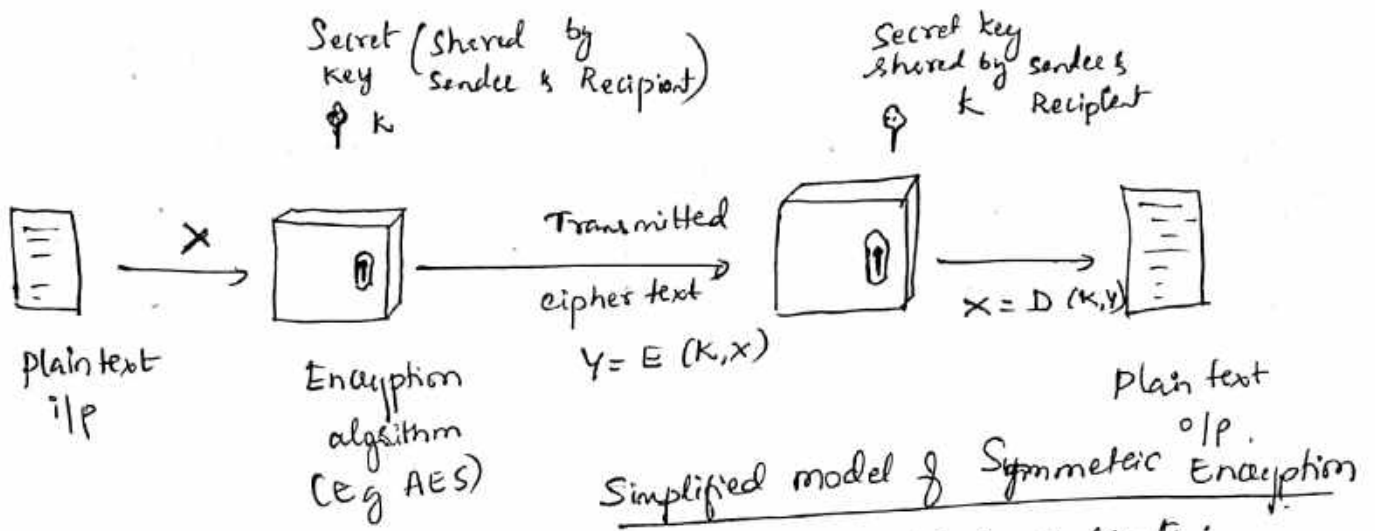 Secret (shared by
key sendee & Recipiont)
K
Secret key
shared by sendee &
K Recipient
X
Transmitted
cipher text
Y = E (K, X)
X = D (K, Y)
plain text
i/p
Encryption
algorithm
(Eg AES)
Plain text
o/p.
Simplified model of Symmetric Encryption